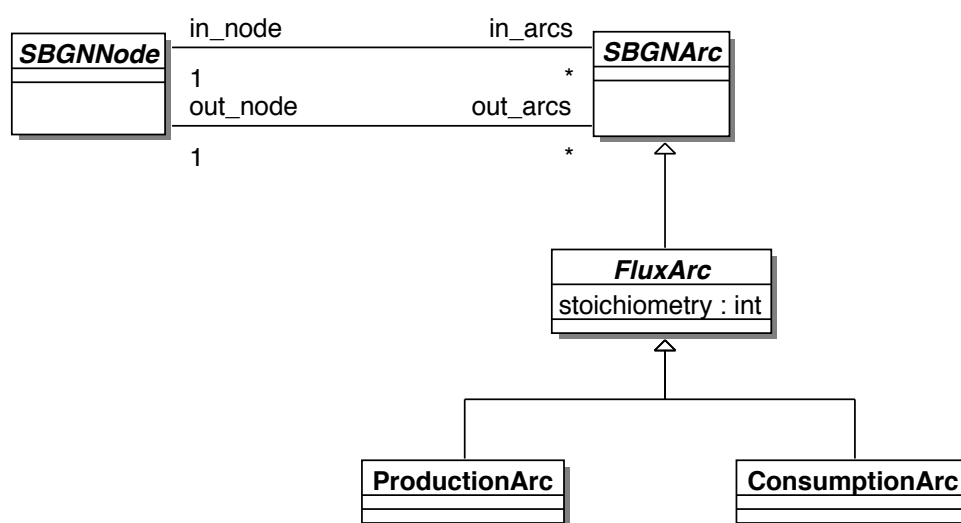 in_node in_arcs
SBGNNode SBGNArc
1 *
out_node out_arcs
1 *
FluxArc
stoichiometry : int
ProductionArc ConsumptionArc